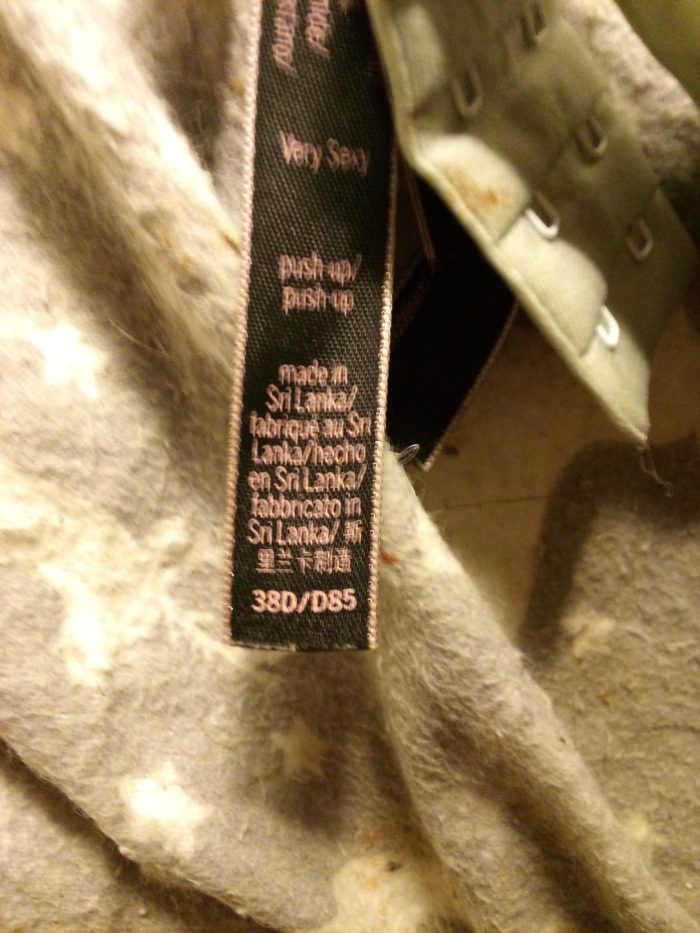 Very Sexy
push-up/
push-up
made in
Sri Lanka/
fabriqué au Sri
Lanka/hecho
en Sri Lanka/
fabbricato in
Sri Lanka/ 斯
里兰卡制造
38D/D85